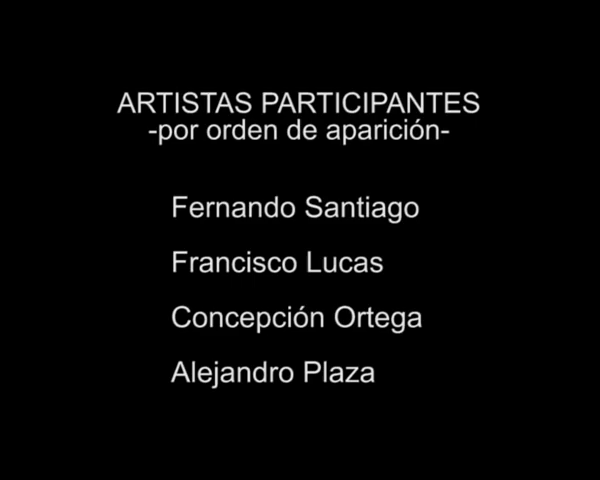 ARTISTAS PARTICIPANTES
-por orden de aparición-
Fernando Santiago
Francisco Lucas
Concepción Ortega
Alejandro Plaza